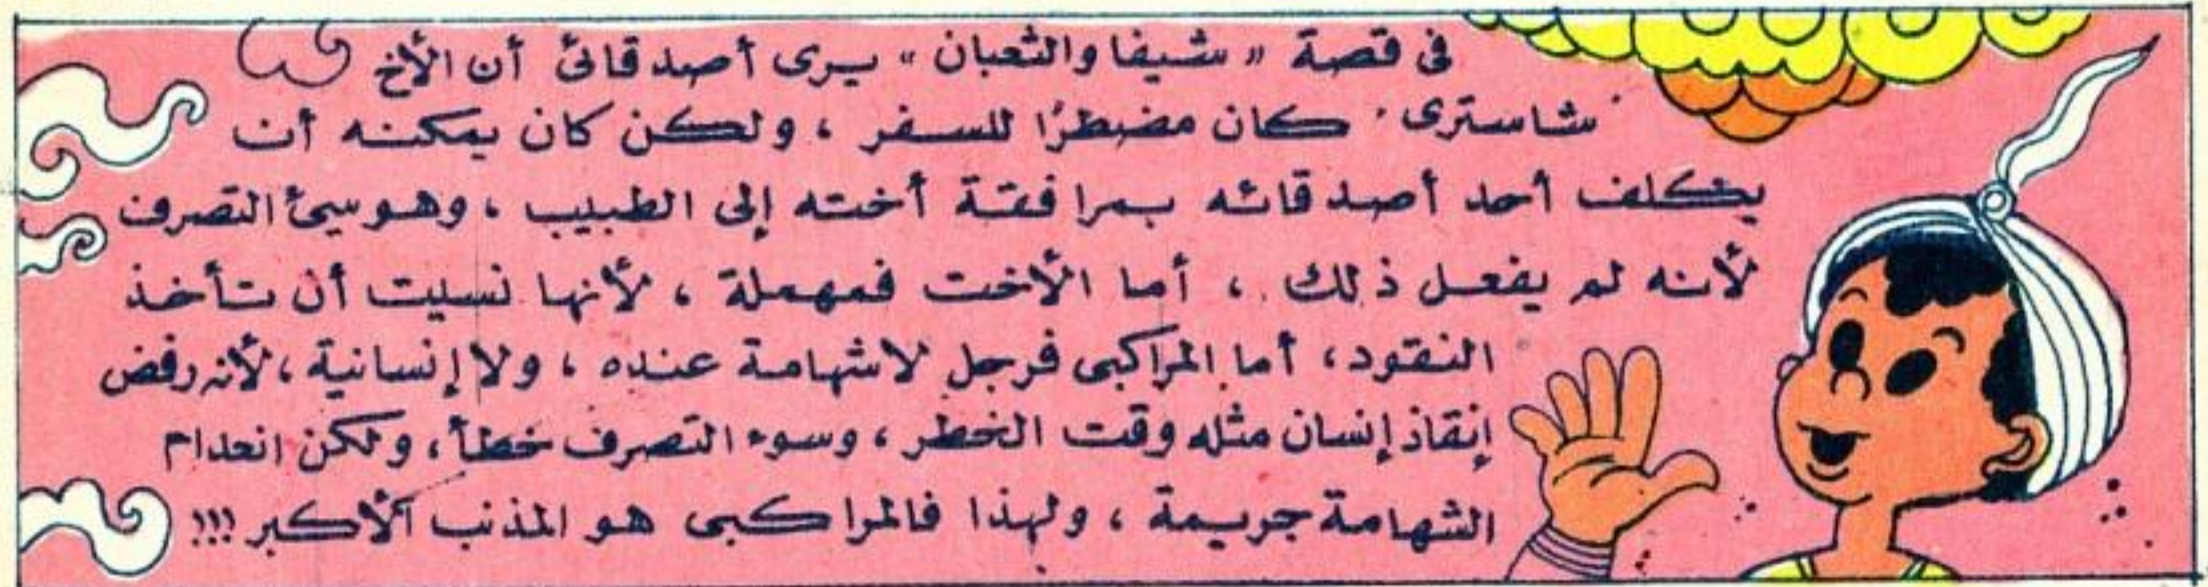 فى قصة « شيفا والثعبان » يرى أصدقائى أن الأخ
' شاسترى ' كان مضطرًا للسفر ، ولكن كان يمكنه أن
يكلف أحد أصدقائه بمرافقة أخته إلى الطبيب ، وهو سىء التصرف
لأنه لم يفعل ذلك ، أما الأخت فمهملة ، لأنها نسيت أن تأخذ
النقود ، أما المراكبى فرجل لا شهامة عنده ، ولا إنسانية ، لأنه رفض
إنقاذ إنسان مثله وقت الخطر ، وسوء التصرف خطأ ، ولكن انعدام
الشهامة جريمة ، ولهذا فالمراكبى هو المذنب الأكبر !!!